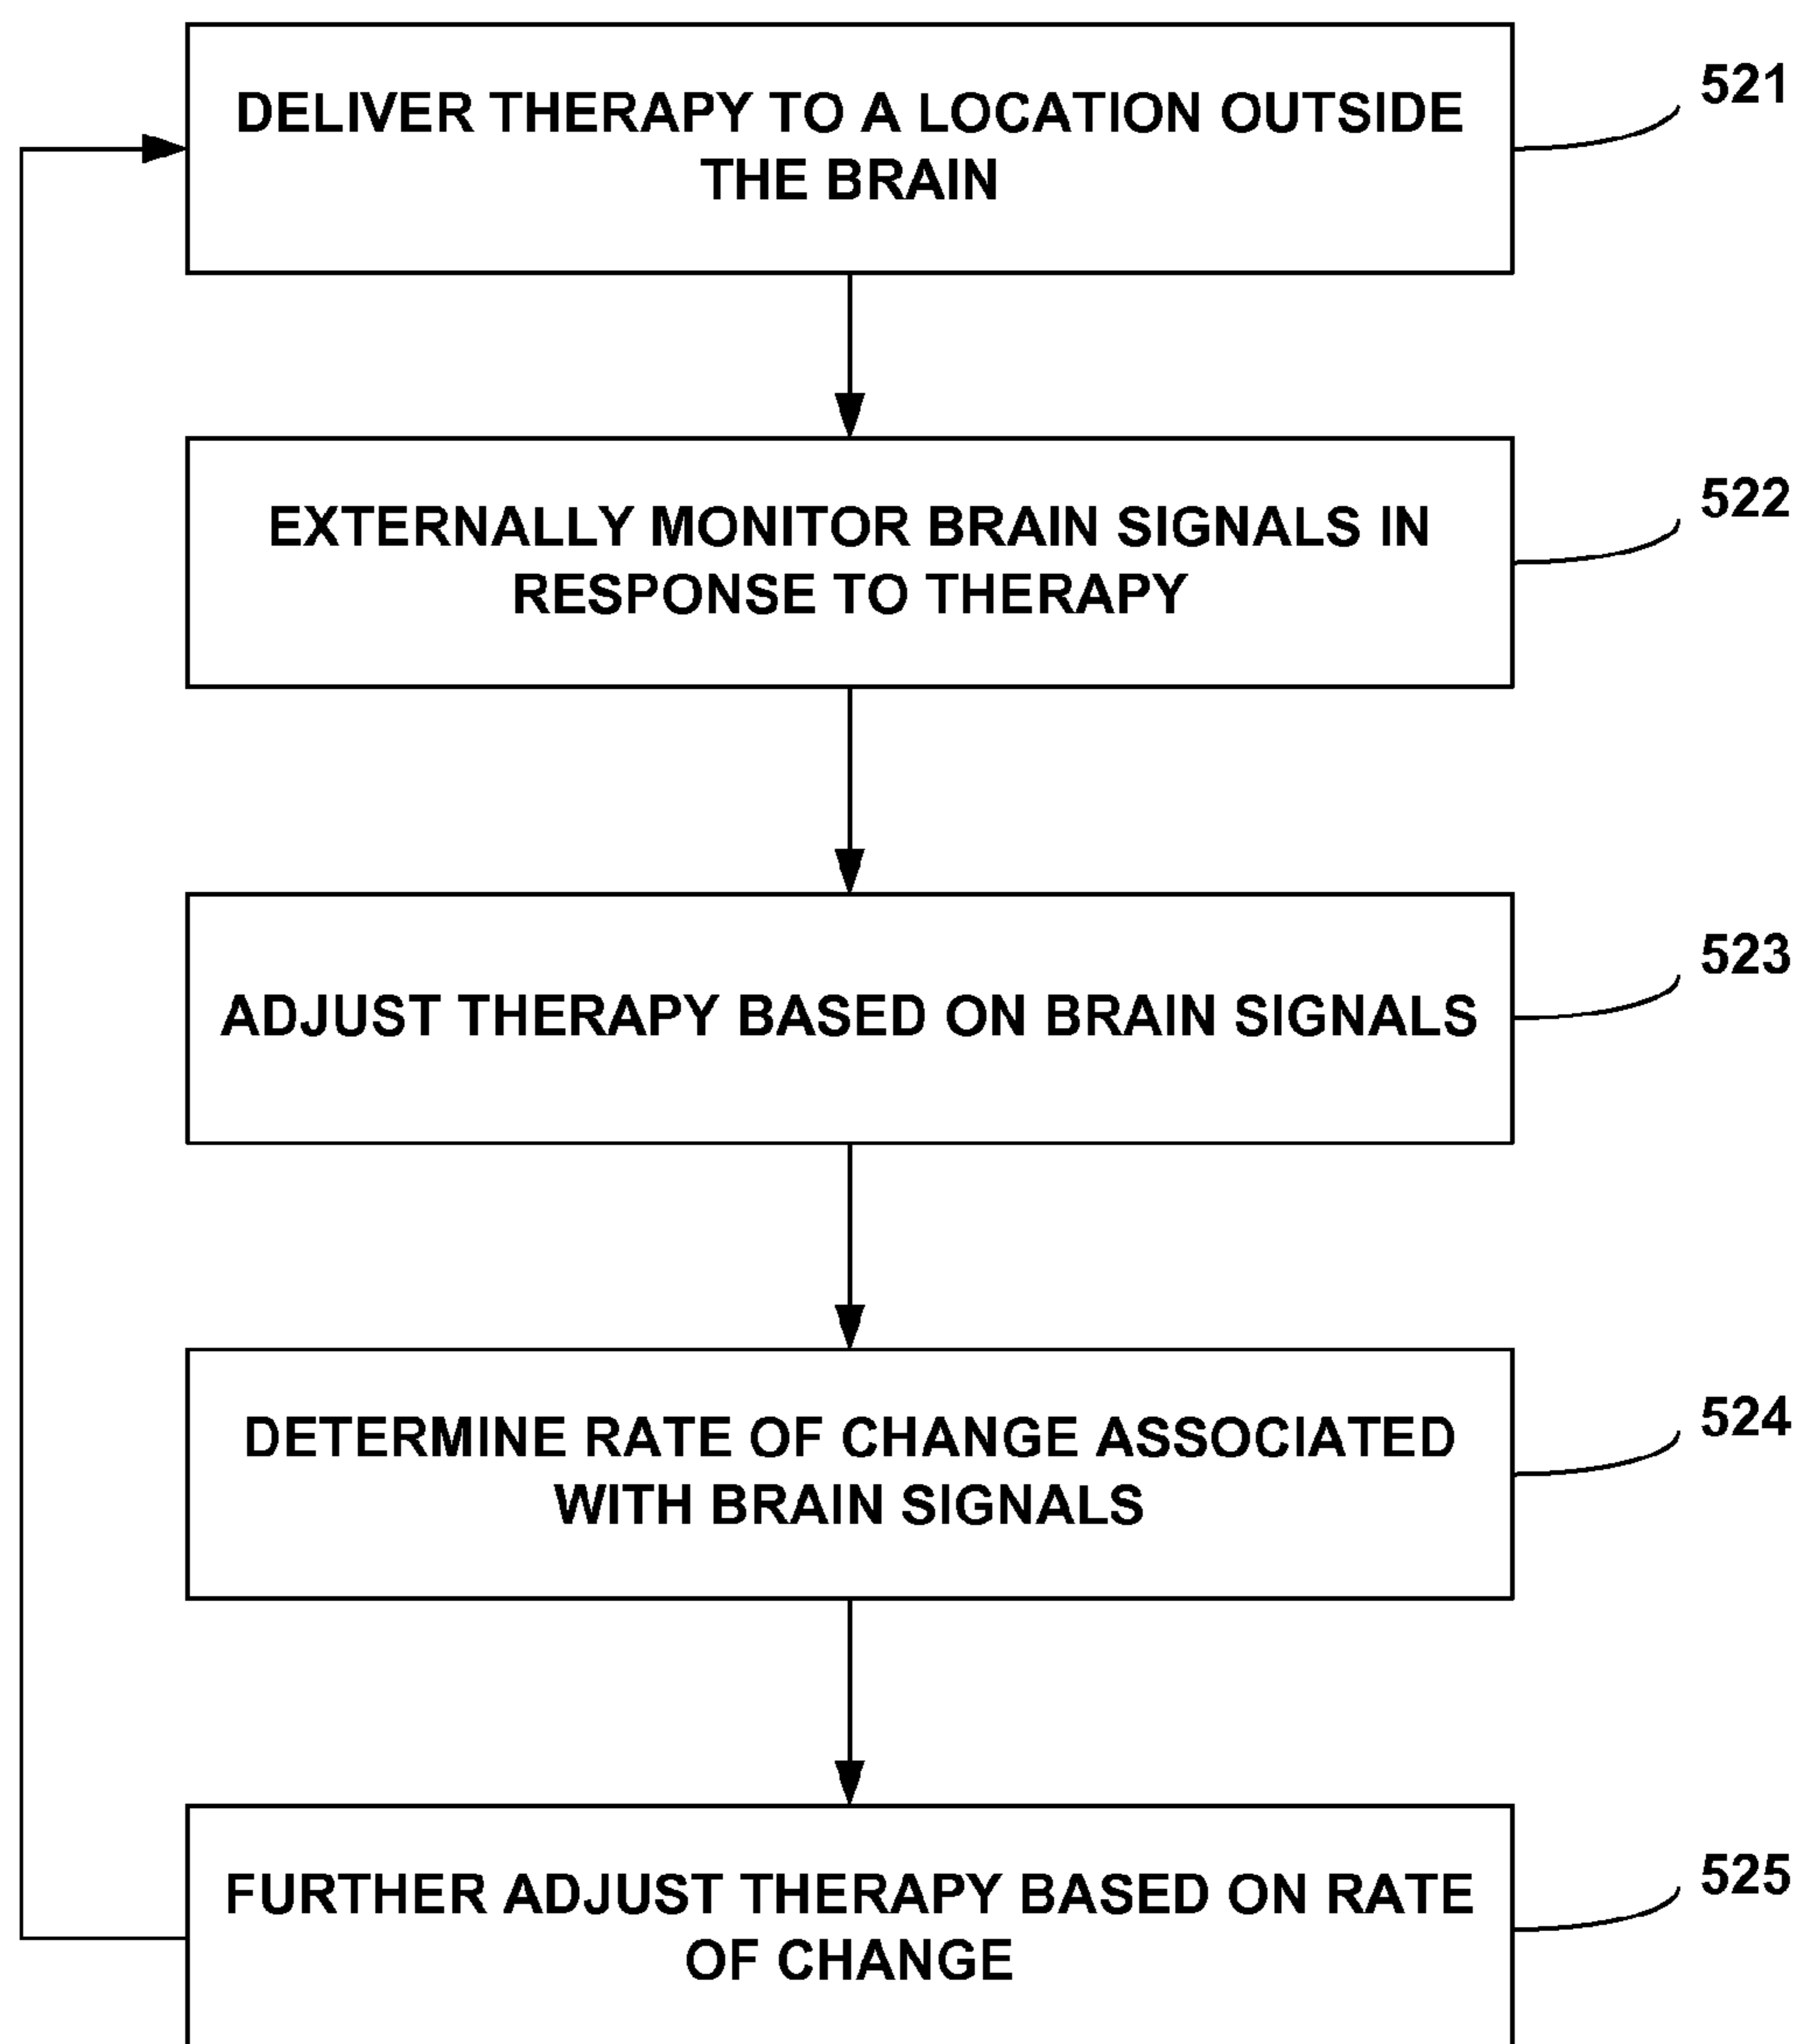 DELIVER THERAPY TO A LOCATION OUTSIDE
THE BRAIN
521
EXTERNALLY MONITOR BRAIN SIGNALS IN
RESPONSE TO THERAPY
522
ADJUST THERAPY BASED ON BRAIN SIGNALS
523
DETERMINE RATE OF CHANGE ASSOCIATED
WITH BRAIN SIGNALS
524
FURTHER ADJUST THERAPY BASED ON RATE
OF CHANGE
525